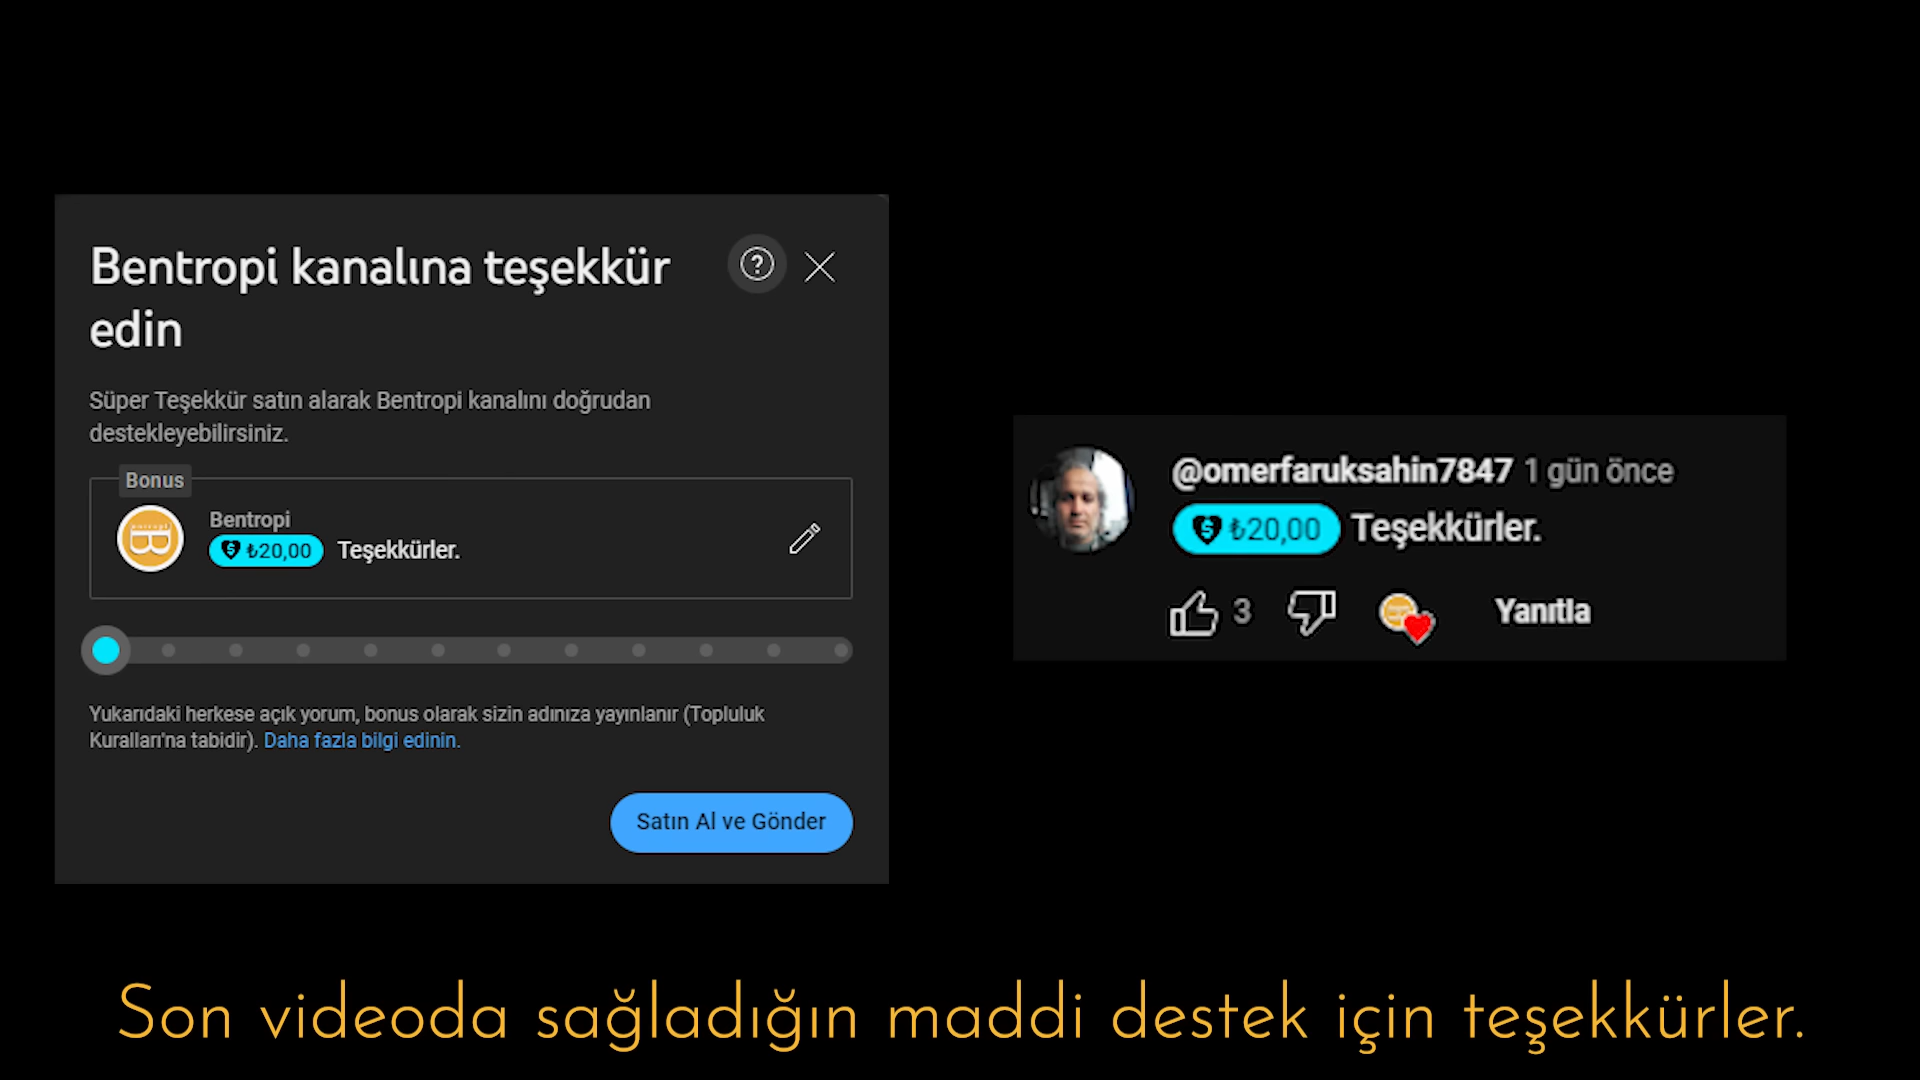 Bentropi kanalına teşekkür
edin
Süper Teşekkür satın alarak Bentropi kanalını doğrudan
destekleyebilirsiniz.
Bonus
Bentropi
₺20,00 Teşekkürler.
Yukarıdaki herkese açık yorum, bonus olarak sizin adınıza yayınlanır (Topluluk
Kuralları'na tabidir). Daha fazla bilgi edinin.
Satın Al ve Gönder
@omerfaruksahin7847 1 gün önce
₺20,00 Teşekkürler.
3 Yanıtla
Son videoda sağladığın maddi destek için teşekkürler.